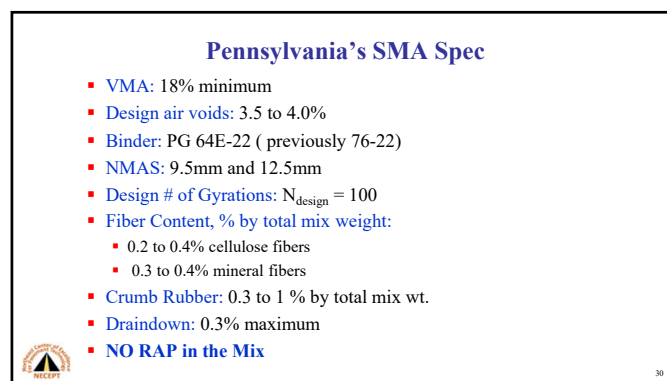 Pennsylvania's SMA Spec
▪ VMA: 18% minimum
▪ Design air voids: 3.5 to 4.0%
▪ Binder: PG 64E-22 ( previously 76-22)
▪ NMAS: 9.5mm and 12.5mm
▪ Design # of Gyrations: Ndesign = 100
▪ Fiber Content, % by total mix weight:
▪ 0.2 to 0.4% cellulose fibers
▪ 0.3 to 0.4% mineral fibers
▪ Crumb Rubber: 0.3 to 1 % by total mix wt.
▪ Draindown: 0.3% maximum
▪ NO RAP in the Mix
NECEPT
30